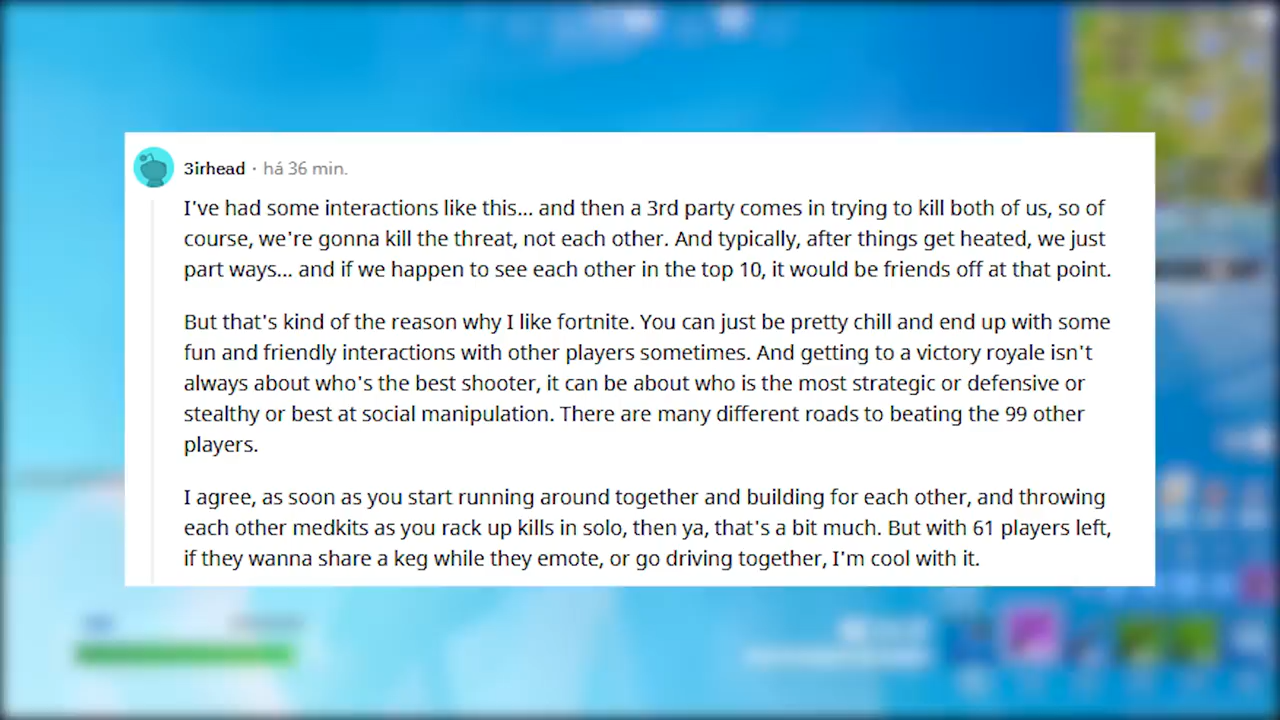 3irhead · há 36 min.
I've had some interactions like this... and then a 3rd party comes in trying to kill both of us, so of
course, we're gonna kill the threat, not each other. And typically, after things get heated, we just
part ways... and if we happen to see each other in the top 10, it would be friends off at that point.
But that's kind of the reason why I like fortnite. You can just be pretty chill and end up with some
fun and friendly interactions with other players sometimes. And getting to a victory royale isn't
always about who's the best shooter, it can be about who is the most strategic or defensive or
stealthy or best at social manipulation. There are many different roads to beating the 99 other
players.
I agree, as soon as you start running around together and building for each other, and throwing
each other medkits as you rack up kills in solo, then ya, that's a bit much. But with 61 players left,
if they wanna share a keg while they emote, or go driving together, I'm cool with it.